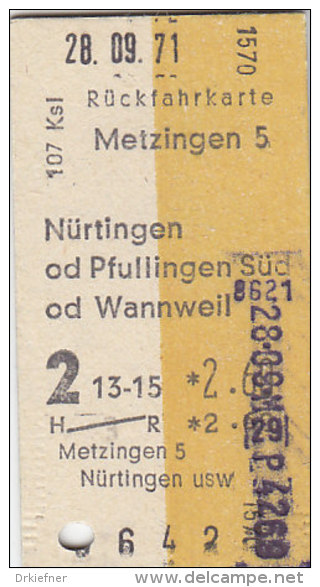 28. 09. 71
1570
107 Ksl
Rückfahrkarte
Metzingen 5
Nürtingen
od Pfullingen Süd
od Wannweil
8621
2 13-15 *2.
H R *2.
Metzingen 5
Nürtingen usw
6 4 2
Drkiefner
delcampe.net